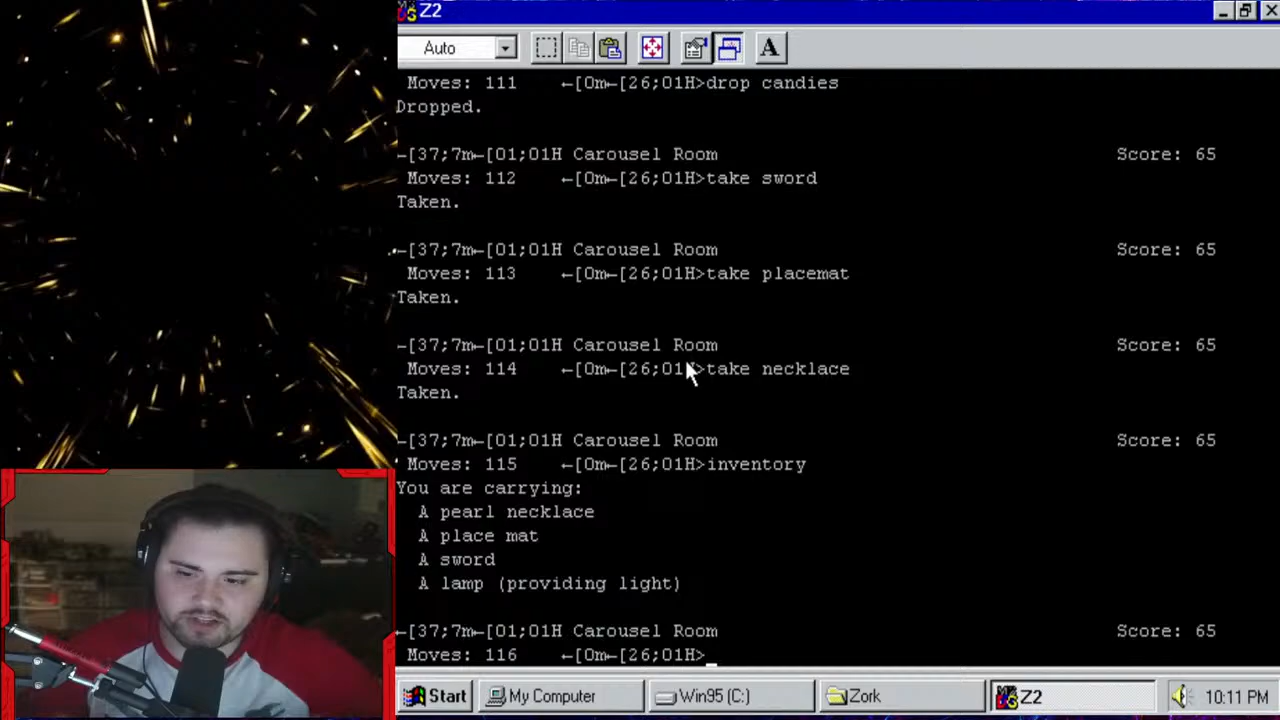 Z2
Auto
A
Moves: 111 ←[0m←[26;01H>drop candies
Dropped.
←[37;7m←[01;01H Carousel Room Score: 65
Moves: 112 ←[0m←[26;01H>take sword
Taken.
←[37;7m←[01;01H Carousel Room Score: 65
Moves: 113 ←[0m←[26;01H>take placemat
Taken.
←[37;7m←[01;01H Carousel Room Score: 65
Moves: 114 ←[0m←[26;01H>take necklace
Taken.
←[37;7m←[01;01H Carousel Room Score: 65
Moves: 115 ←[0m←[26;01H>inventory
You are carrying:
A pearl necklace
A place mat
A sword
A lamp (providing light)
←[37;7m←[01;01H Carousel Room Score: 65
Moves: 116 ←[0m←[26;01H>_
Start My Computer Win95 (C:) Zork Z2 10:11 PM